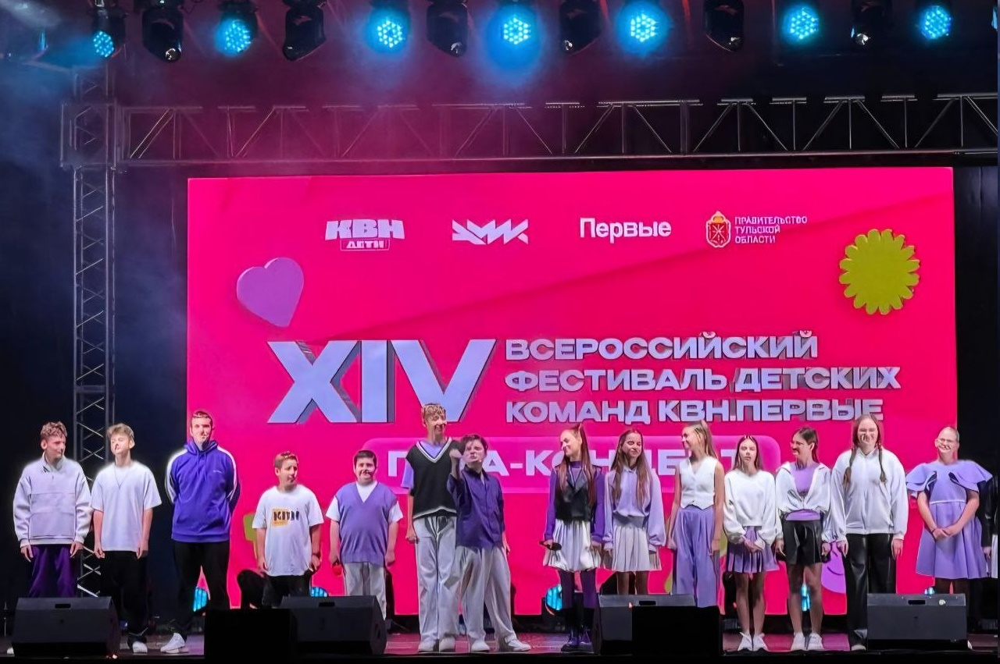 КВН
ДЕТИ
Первые
ПРАВИТЕЛЬСТВО
ТУЛЬСКОЙ
ОБЛАСТИ
XIV
ВСЕРОССИЙСКИЙ
ФЕСТИВАЛЬ ДЕТСКИХ
КОМАНД КВН.ПЕРВЫЕ